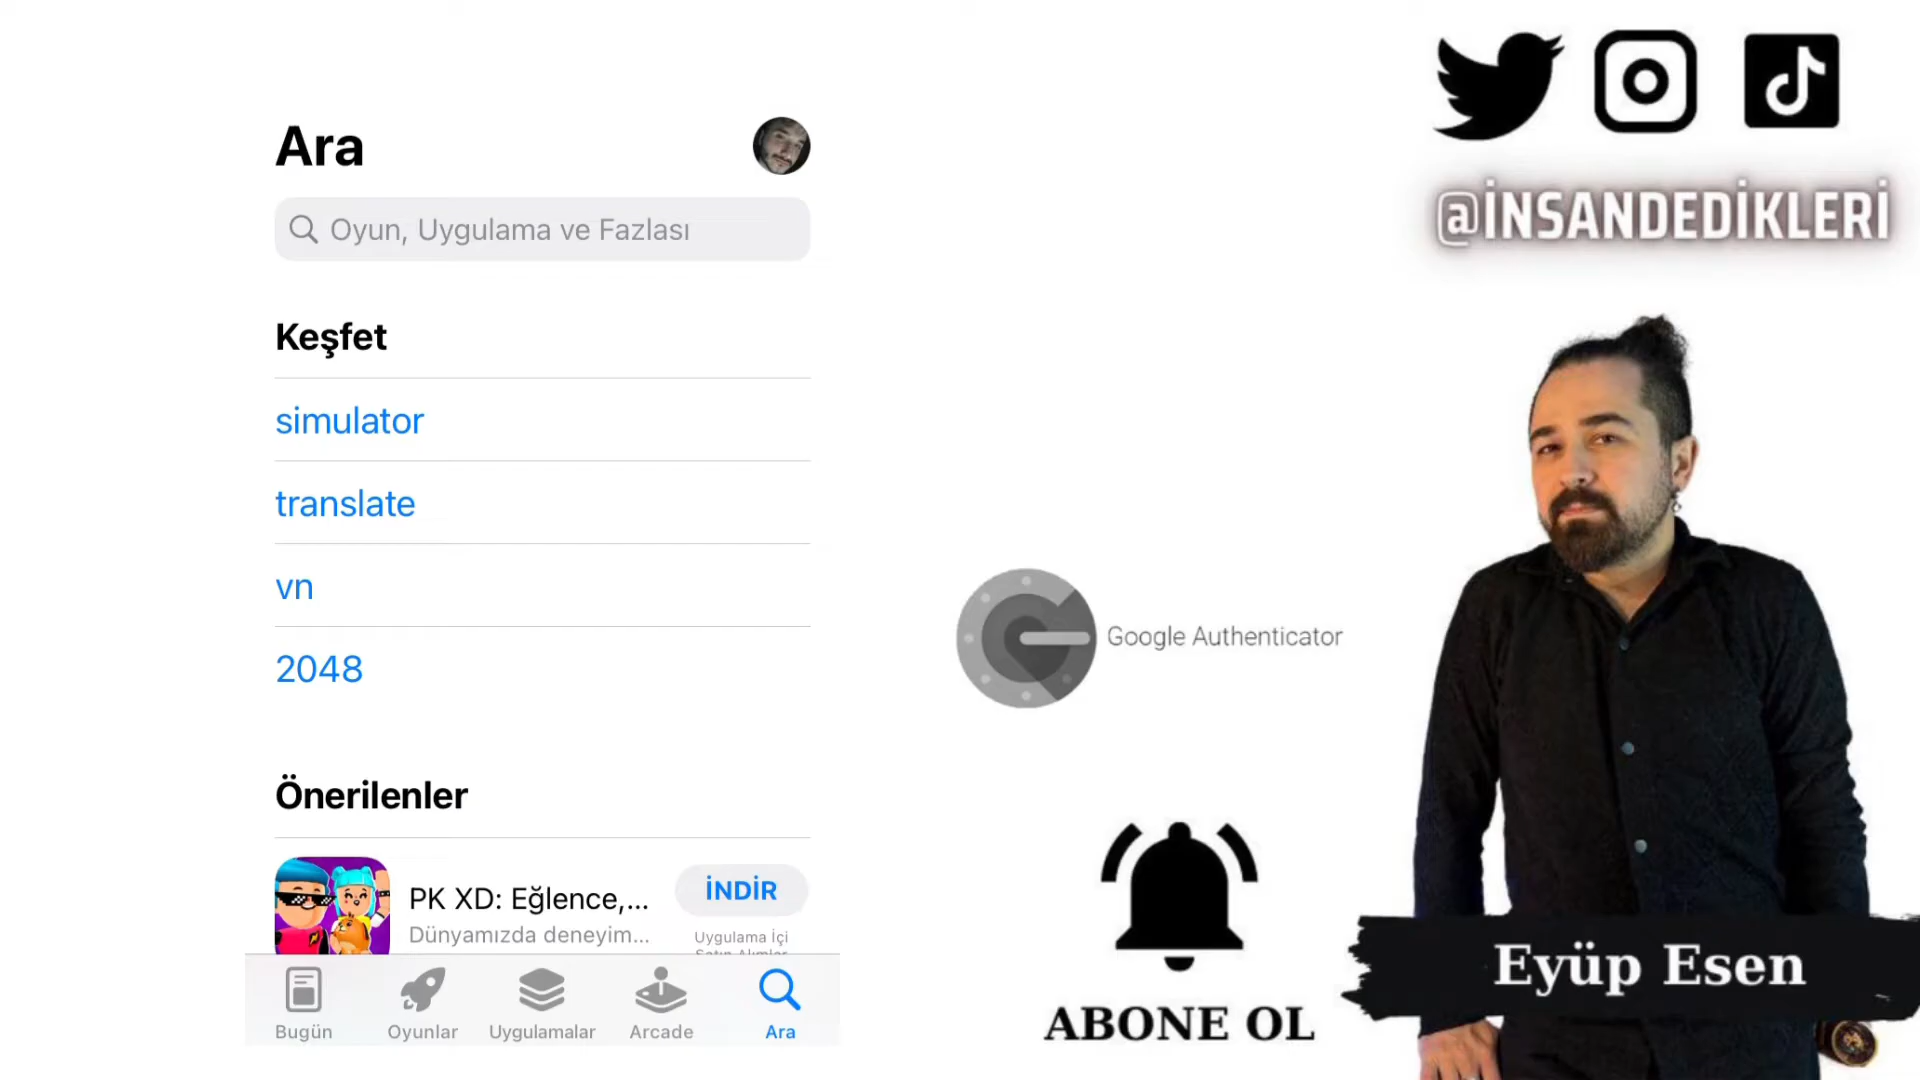 Ara
Oyun, Uygulama ve Fazlası
Keşfet
simulator
translate
vn
2048
Önerilenler
PK XD: Eğlence,...
Dünyamızda deneyim...
İNDİR
Uygulama İçi
Bugün
Oyunlar
Uygulamalar
Arcade
Ara
@İNSANDEDİKLERİ
Google Authenticator
ABONE OL
Eyüp Esen